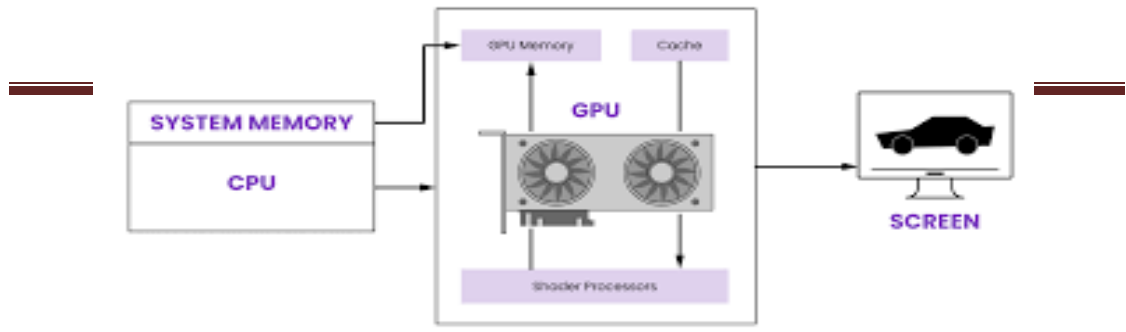 GPU Memory
Cache
GPU
SYSTEM MEMORY
CPU
SCREEN
Shader Processors